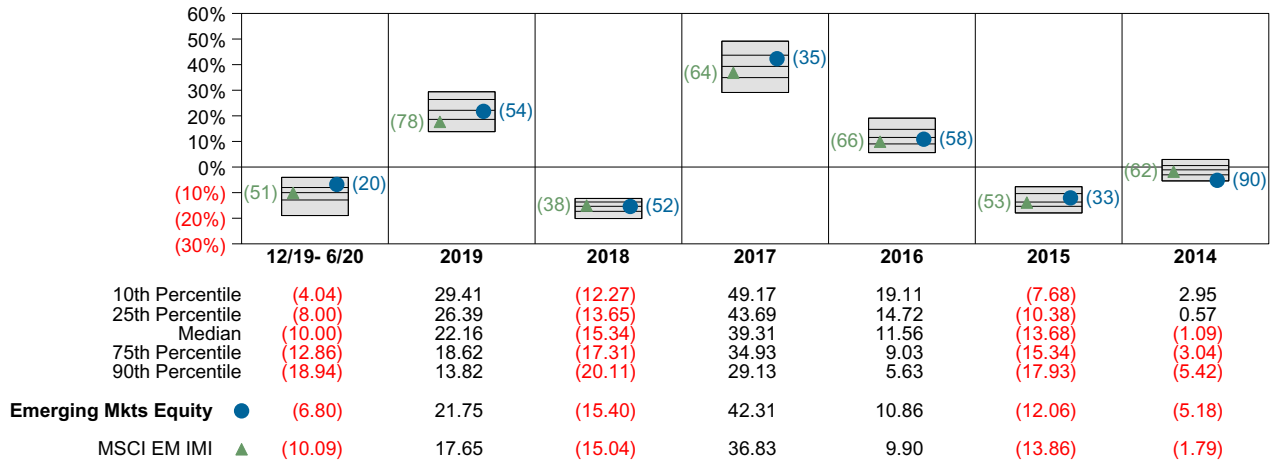 60%
50%
40%
30%
20%
10%
0%
(10%)
(20%)
(30%)
(51) (20)
(78) (54)
(38) (52)
(64) (35)
(66) (58)
(53) (33)
(62) (90)
12/19- 6/20 2019 2018 2017 2016 2015 2014
10th Percentile (4.04) 29.41 (12.27) 49.17 19.11 (7.68) 2.95
25th Percentile (8.00) 26.39 (13.65) 43.69 14.72 (10.38) 0.57
Median (10.00) 22.16 (15.34) 39.31 11.56 (13.68) (1.09)
75th Percentile (12.86) 18.62 (17.31) 34.93 9.03 (15.34) (3.04)
90th Percentile (18.94) 13.82 (20.11) 29.13 5.63 (17.93) (5.42)
Emerging Mkts Equity (6.80) 21.75 (15.40) 42.31 10.86 (12.06) (5.18)
MSCI EM IMI (10.09) 17.65 (15.04) 36.83 9.90 (13.86) (1.79)